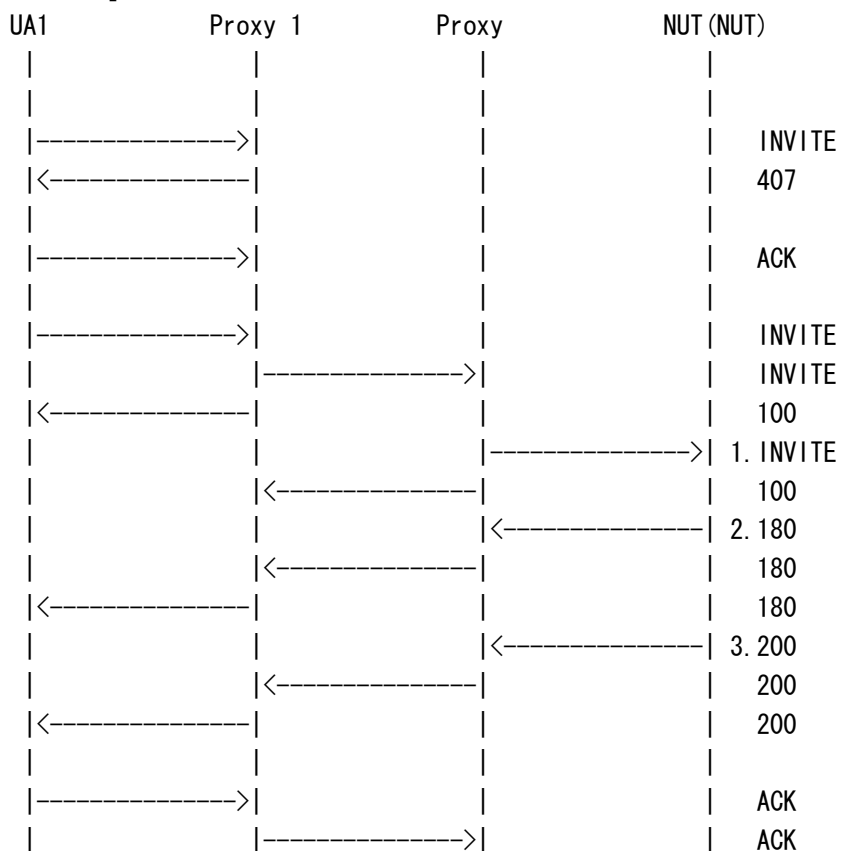 UA1 Proxy 1 Proxy NUT(NUT)
| | | |
| | | |
|--------------->| | | INVITE
|<---------------| | | 407
| | | |
|--------------->| | | ACK
| | | |
|--------------->| | | INVITE
| |--------------->| | INVITE
|<---------------| | | 100
| | |--------------->| 1.INVITE
| |<---------------| | 100
| | |<---------------| 2.180
| |<---------------| | 180
|<---------------| | | 180
| | |<---------------| 3.200
| |<---------------| | 200
|<---------------| | | 200
| | | |
|--------------->| | | ACK
| |--------------->| | ACK